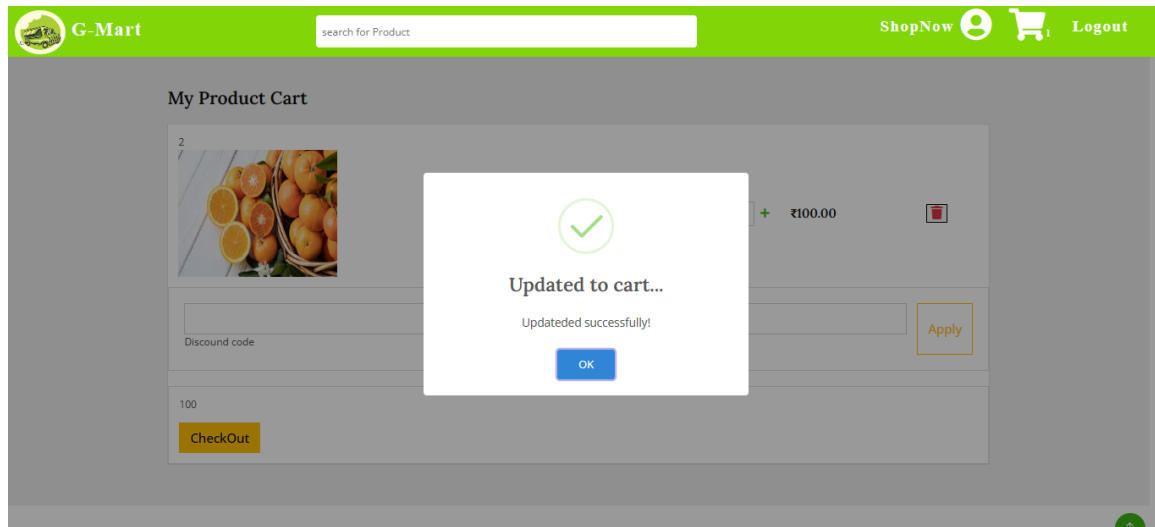 G-Mart
search for Product
ShopNow
1
Logout
My Product Cart
2
+
₹100.00
Updated to cart...
Updateded successfully!
OK
Discound code
Apply
100
CheckOut